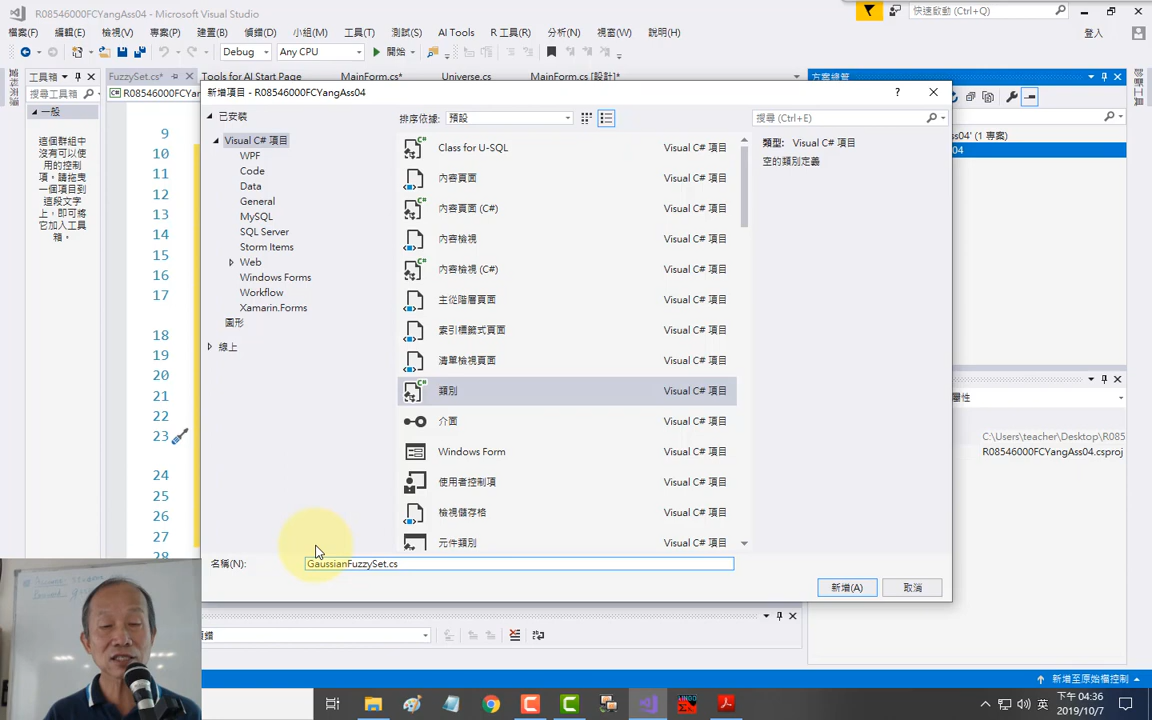 R08546000FCYangAss04 - Microsoft Visual Studio
快速啟動 (Ctrl+Q)
檔案(F) 編輯(E) 檢視(V) 專案(P) 建置(B) 偵錯(D) 小組(M) 工具(T) 測試(S) AI Tools R 工具(R) 分析(N) 視窗(W) 說明(H)
登入
Debug Any CPU 開始
工具箱
搜尋工具箱
一般
這個群組中
沒有可以使
用的控制
項，請拖曳
一個項目到
這段文字
上，即可將
它加入工具
箱。
FuzzySet.cs* Tools for AI Start Page MainForm.cs* Universe.cs MainForm.cs [設計]*
R08546000FCYan
9
10
11
12
13
14
15
16
17
18
19
20
21
22
23
24
25
26
27
28
方案總管
ss04' (1 專案)
04
屬性
C:\Users\teacher\Desktop\R085
R08546000FCYangAss04.csproj
新增項目 - R08546000FCYangAss04
已安裝
排序依據: 預設
搜尋 (Ctrl+E)
Visual C# 項目
WPF
Code
Data
General
MySQL
SQL Server
Storm Items
Web
Windows Forms
Workflow
Xamarin.Forms
圖形
線上
Class for U-SQL Visual C# 項目
內容頁面 Visual C# 項目
內容頁面 (C#) Visual C# 項目
內容檢視 Visual C# 項目
內容檢視 (C#) Visual C# 項目
主從階層頁面 Visual C# 項目
索引標籤式頁面 Visual C# 項目
清單檢視頁面 Visual C# 項目
類別 Visual C# 項目
介面 Visual C# 項目
Windows Form Visual C# 項目
使用者控制項 Visual C# 項目
檢視儲存格 Visual C# 項目
元件類別 Visual C# 項目
類型: Visual C# 項目
空的類別定義
名稱(N): GaussianFuzzySet.cs
新增(A) 取消
新增至原始檔控制
英
下午 04:36
2019/10/7